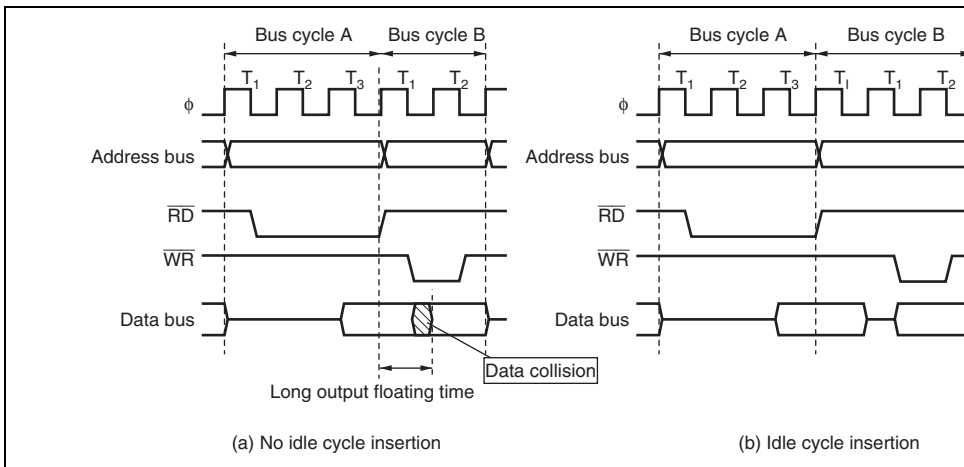 Bus cycle A Bus cycle B
T1 T2 T3 T1 T2
ϕ
Address bus
RD
WR
Data bus
Data collision
Long output floating time
(a) No idle cycle insertion
Bus cycle A Bus cycle B
T1 T2 T3 TI T1 T2
ϕ
Address bus
RD
WR
Data bus
(b) Idle cycle insertion